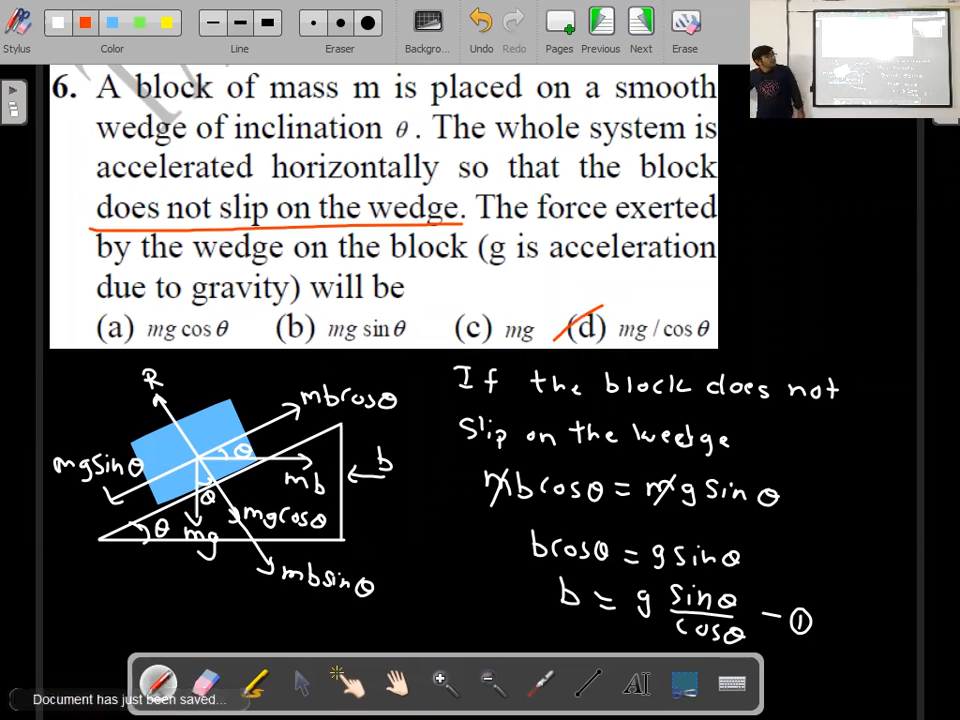 Stylus
Color
Line
Eraser
Backgro...
Undo
Redo
Pages
Previous
Next
Erase
6. A block of mass m is placed on a smooth
wedge of inclination θ . The whole system is
accelerated horizontally so that the block
does not slip on the wedge. The force exerted
by the wedge on the block (g is acceleration
due to gravity) will be
(a) mg cos θ (b) mg sin θ (c) mg (d) mg / cos θ
R
mbcosθ
θ
mgsinθ
mb
b
θ
mgcosθ
θ
mg
mbsinθ
If the block does not
slip on the wedge
mbcosθ = mgsinθ
bcosθ = gsinθ
b = g sinθ/cosθ - ①
AI
Document has just been saved...